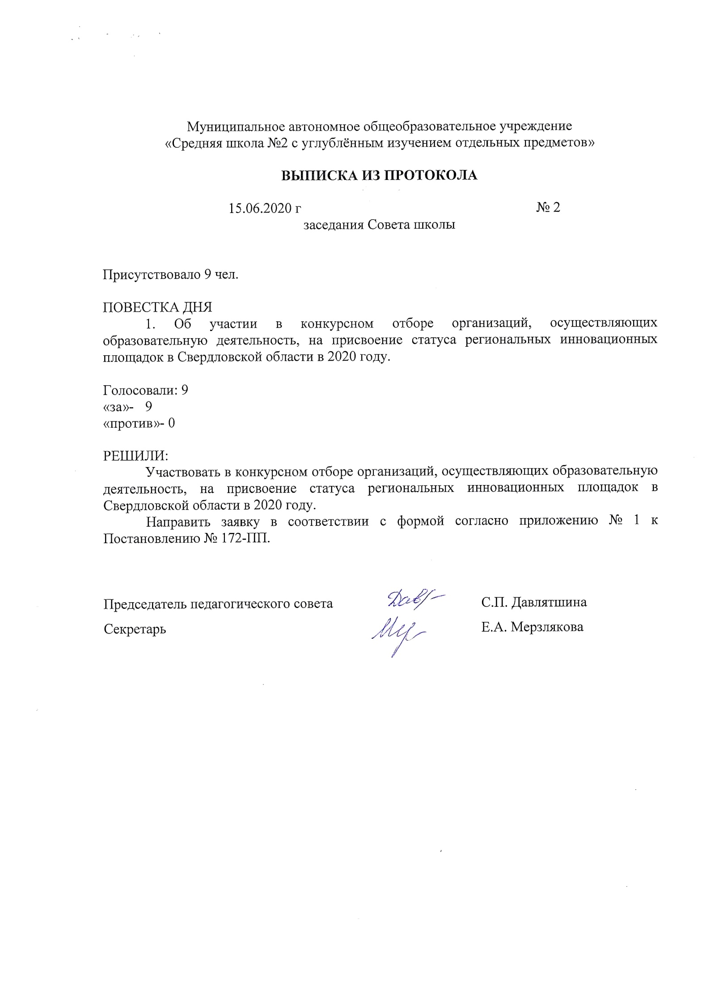 Муниципальное автономное общеобразовательное учреждение
«Средняя школа №2 с углублённым изучением отдельных предметов»
ВЫПИСКА ИЗ ПРОТОКОЛА
15.06.2020 г № 2
заседания Совета школы
Присутствовало 9 чел.
ПОВЕСТКА ДНЯ
1. Об участии в конкурсном отборе организаций, осуществляющих
образовательную деятельность, на присвоение статуса региональных инновационных
площадок в Свердловской области в 2020 году.
Голосовали: 9
«за»- 9
«против»- 0
РЕШИЛИ:
Участвовать в конкурсном отборе организаций, осуществляющих образовательную
деятельность, на присвоение статуса региональных инновационных площадок в
Свердловской области в 2020 году.
Направить заявку в соответствии с формой согласно приложению № 1 к
Постановлению № 172-ПП.
Председатель педагогического совета С.П. Давлятшина
Секретарь Е.А. Мерзлякова